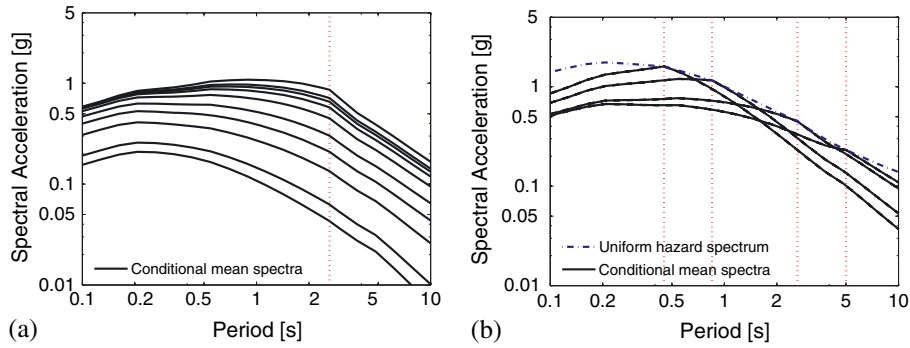 Spectral Acceleration [g]
5
1
0.5
0.1
0.05
0.01
Conditional mean spectra
0.1 0.2 0.5 1 2 5 10
(a) Period [s]
Spectral Acceleration [g]
5
1
0.5
0.1
0.05
0.01
Uniform hazard spectrum
Conditional mean spectra
0.1 0.2 0.5 1 2 5 10
(b) Period [s]